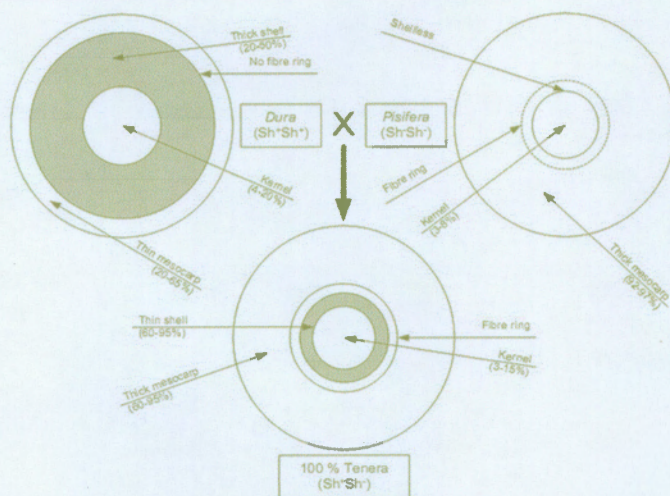 Thick shell
(20-50%)
No fibre ring
Dura
(Sh⁺Sh⁺)
X
Pisifera
(Sh⁻Sh⁻)
Shelless
Kernel
(4-20%)
Thin mesocarp
(20-65%)
Fibre ring
Kernel
(3-8%)
Thick mesocarp
(92-97%)
Thin shell
(60-95%)
Thick mesocarp
(60-95%)
Fibre ring
Kernel
(3-15%)
100 % Tenera
(Sh⁺Sh⁻)